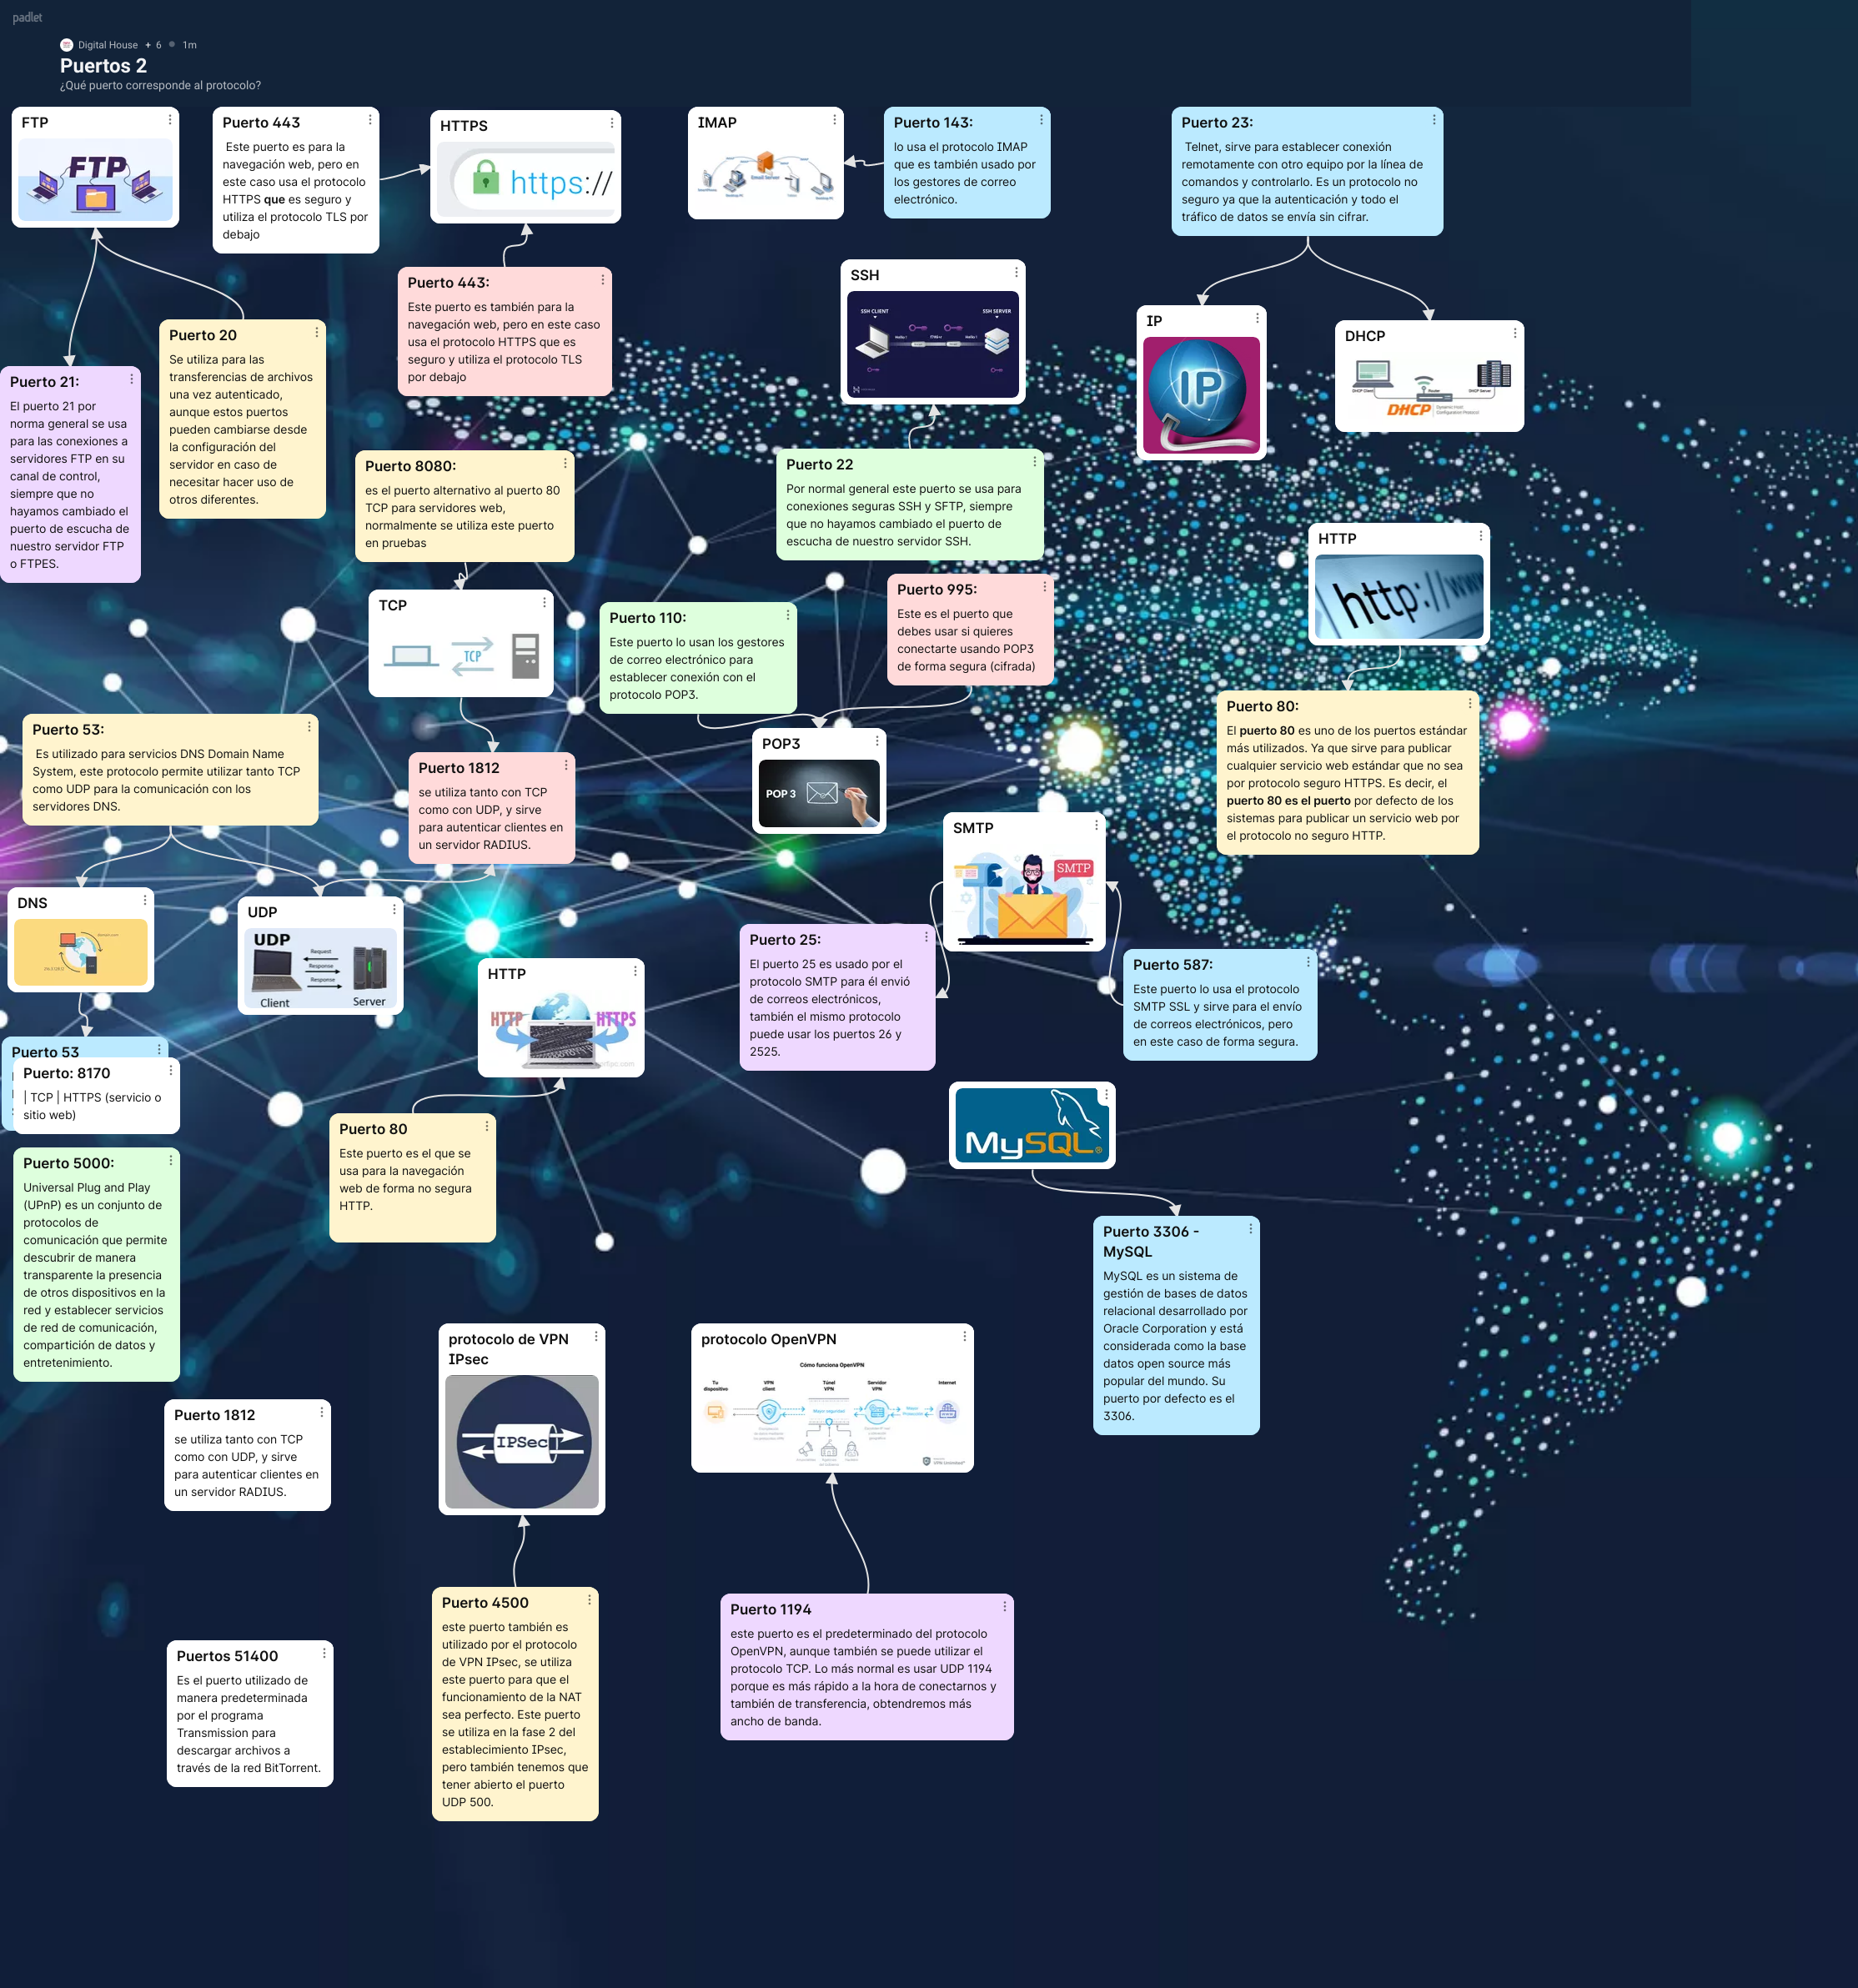 padlet
Digital House + 6 1m
Puertos 2
¿Qué puerto corresponde al protocolo?
FTP
FTP
Puerto 443
Este puerto es para la
navegación web, pero en
este caso usa el protocolo
HTTPS que es seguro y
utiliza el protocolo TLS por
debajo
HTTPS
https://
IMAP
Email Server
Puerto 143:
lo usa el protocolo IMAP
que es también usado por
los gestores de correo
electrónico.
Puerto 23:
Telnet, sirve para establecer conexión
remotamente con otro equipo por la línea de
comandos y controlarlo. Es un protocolo no
seguro ya que la autenticación y todo el
tráfico de datos se envía sin cifrar.
Puerto 443:
Este puerto es también para la
navegación web, pero en este caso
usa el protocolo HTTPS que es
seguro y utiliza el protocolo TLS
por debajo
SSH
SSH CLIENT
SSH SERVER
IP
IP
DHCP
DHCP Client
Router
DHCP Server
DHCP
Dynamic Host
Configuration Protocol
Puerto 20
Se utiliza para las
transferencias de archivos
una vez autenticado,
aunque estos puertos
pueden cambiarse desde
la configuración del
servidor en caso de
necesitar hacer uso de
otros diferentes.
Puerto 21:
El puerto 21 por
norma general se usa
para las conexiones a
servidores FTP en su
canal de control,
siempre que no
hayamos cambiado el
puerto de escucha de
nuestro servidor FTP
o FTPES.
Puerto 8080:
es el puerto alternativo al puerto 80
TCP para servidores web,
normalmente se utiliza este puerto
en pruebas
Puerto 22
Por normal general este puerto se usa para
conexiones seguras SSH y SFTP, siempre
que no hayamos cambiado el puerto de
escucha de nuestro servidor SSH.
HTTP
http://www
TCP
TCP
Puerto 110:
Este puerto lo usan los gestores
de correo electrónico para
establecer conexión con el
protocolo POP3.
Puerto 995:
Este es el puerto que
debes usar si quieres
conectarte usando POP3
de forma segura (cifrada)
Puerto 80:
El puerto 80 es uno de los puertos estándar
más utilizados. Ya que sirve para publicar
cualquier servicio web estándar que no sea
por protocolo seguro HTTPS. Es decir, el
puerto 80 es el puerto por defecto de los
sistemas para publicar un servicio web por
el protocolo no seguro HTTP.
Puerto 53:
Es utilizado para servicios DNS Domain Name
System, este protocolo permite utilizar tanto TCP
como UDP para la comunicación con los
servidores DNS.
Puerto 1812
se utiliza tanto con TCP
como con UDP, y sirve
para autenticar clientes en
un servidor RADIUS.
POP3
POP 3
SMTP
SMTP
DNS
UDP
UDP
Request
Response
Response
Client
Server
HTTP
HTTP
HTTPS
Puerto 25:
El puerto 25 es usado por el
protocolo SMTP para él envió
de correos electrónicos,
también el mismo protocolo
puede usar los puertos 26 y
2525.
Puerto 587:
Este puerto lo usa el protocolo
SMTP SSL y sirve para el envío
de correos electrónicos, pero
en este caso de forma segura.
Puerto 53
Puerto: 8170
| TCP | HTTPS (servicio o
sitio web)
MySQL®
Puerto 80
Este puerto es el que se
usa para la navegación
web de forma no segura
HTTP.
Puerto 5000:
Universal Plug and Play
(UPnP) es un conjunto de
protocolos de
comunicación que permite
descubrir de manera
transparente la presencia
de otros dispositivos en la
red y establecer servicios
de red de comunicación,
compartición de datos y
entretenimiento.
Puerto 3306 -
MySQL
MySQL es un sistema de
gestión de bases de datos
relacional desarrollado por
Oracle Corporation y está
considerada como la base
datos open source más
popular del mundo. Su
puerto por defecto es el
3306.
protocolo de VPN
IPsec
IPSec
protocolo OpenVPN
Cómo funciona OpenVPN
Tu
dispositivo
VPN
client
Túnel
VPN
Servidor
VPN
Internet
Mayor seguridad
Puerto 1812
se utiliza tanto con TCP
como con UDP, y sirve
para autenticar clientes en
un servidor RADIUS.
Puerto 4500
este puerto también es
utilizado por el protocolo
de VPN IPsec, se utiliza
este puerto para que el
funcionamiento de la NAT
sea perfecto. Este puerto
se utiliza en la fase 2 del
establecimiento IPsec,
pero también tenemos que
tener abierto el puerto
UDP 500.
Puerto 1194
este puerto es el predeterminado del protocolo
OpenVPN, aunque también se puede utilizar el
protocolo TCP. Lo más normal es usar UDP 1194
porque es más rápido a la hora de conectarnos y
también de transferencia, obtendremos más
ancho de banda.
Puertos 51400
Es el puerto utilizado de
manera predeterminada
por el programa
Transmission para
descargar archivos a
través de la red BitTorrent.